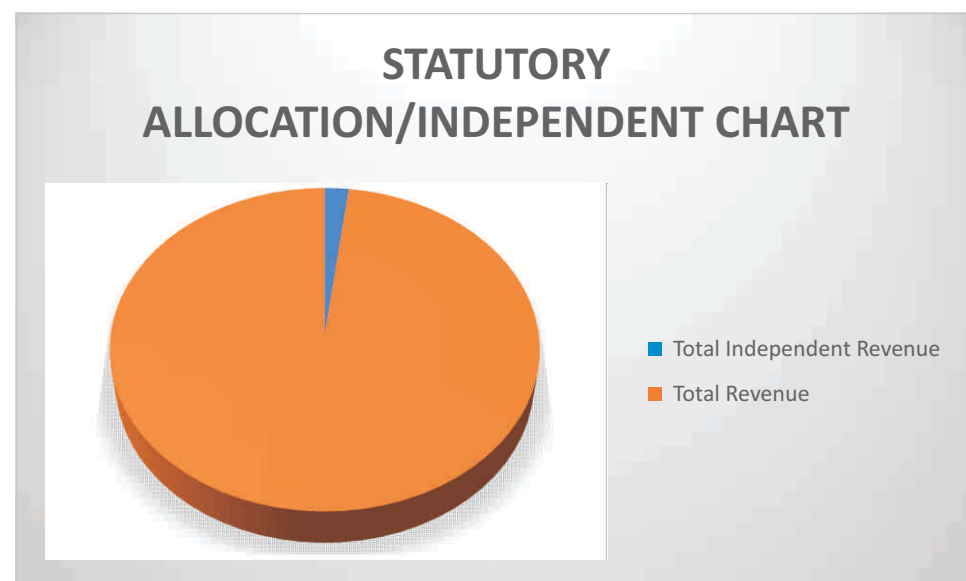 STATUTORY
ALLOCATION/INDEPENDENT CHART
Total Independent Revenue
Total Revenue